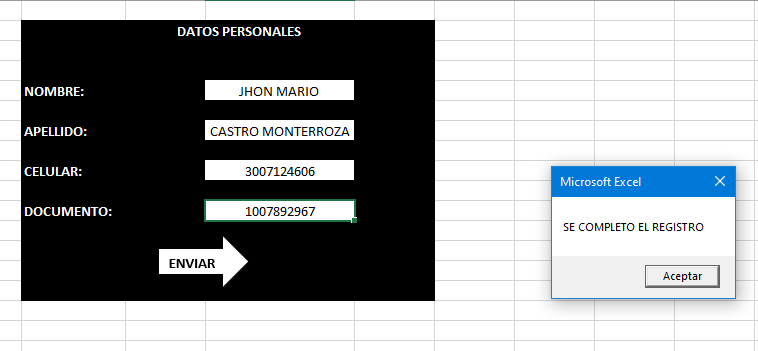 DATOS PERSONALES
NOMBRE: JHON MARIO
APELLIDO: CASTRO MONTERROZA
CELULAR: 3007124606
DOCUMENTO: 1007892967
ENVIAR
Microsoft Excel
SE COMPLETO EL REGISTRO
Aceptar